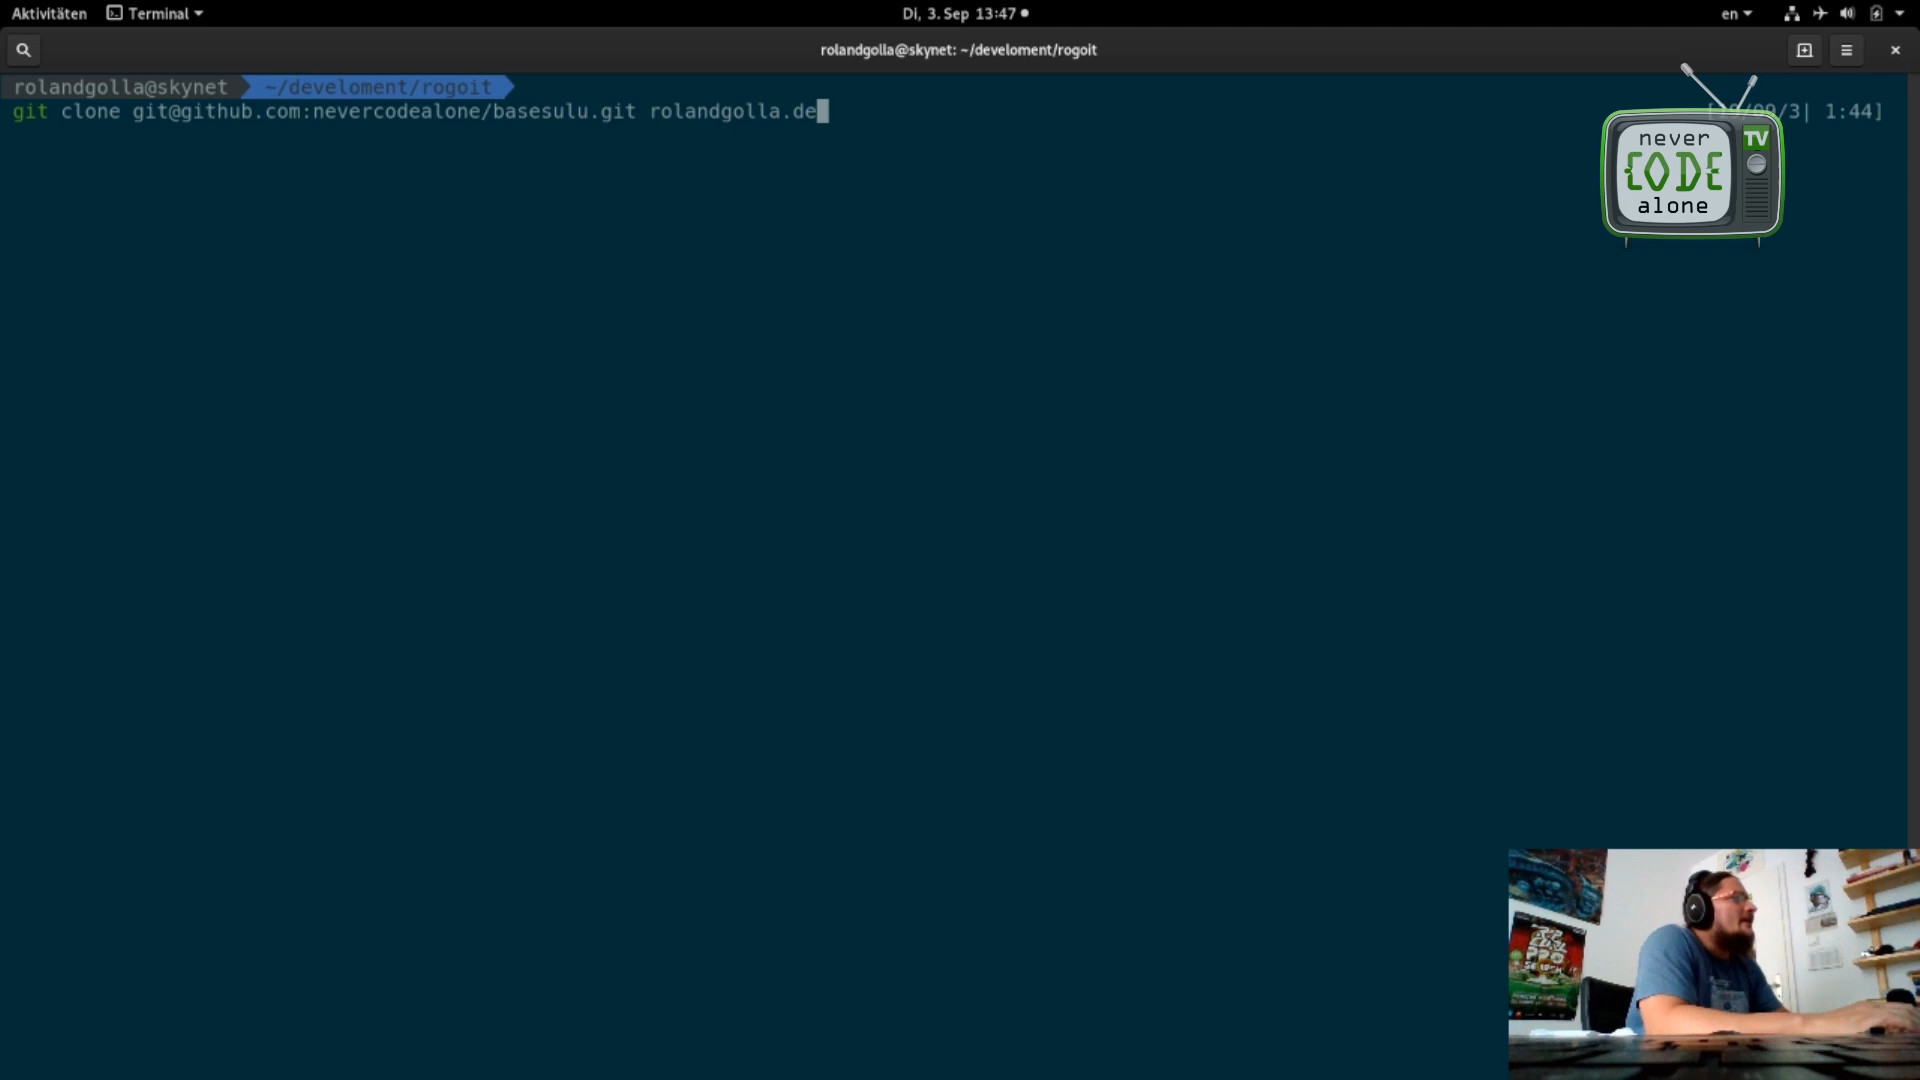 Aktivitäten Terminal Di, 3. Sep 13:47 en
rolandgolla@skynet: ~/develoment/rogoit
rolandgolla@skynet ~/develoment/rogoit
git clone git@github.com:nevercodealone/basesulu.git rolandgolla.de /3| 1:44]
never
TV
CODE
alone